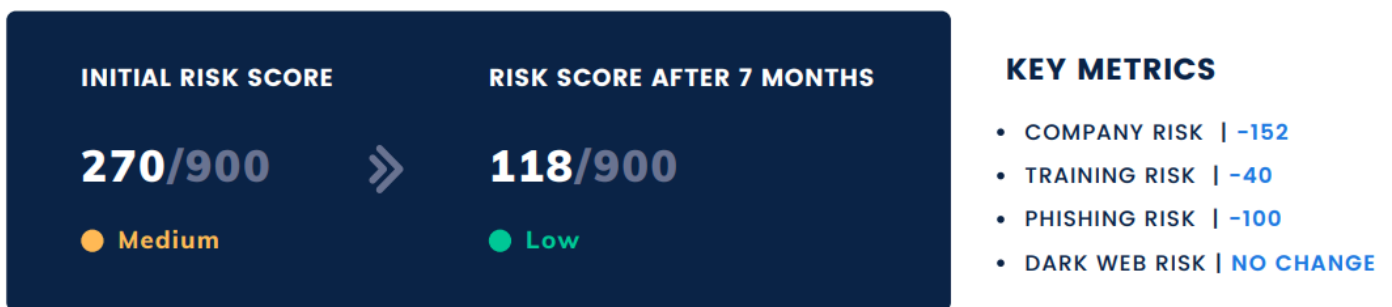 INITIAL RISK SCORE
270/900
Medium
RISK SCORE AFTER 7 MONTHS
118/900
Low
KEY METRICS
• COMPANY RISK | -152
• TRAINING RISK | -40
• PHISHING RISK | -100
• DARK WEB RISK | NO CHANGE